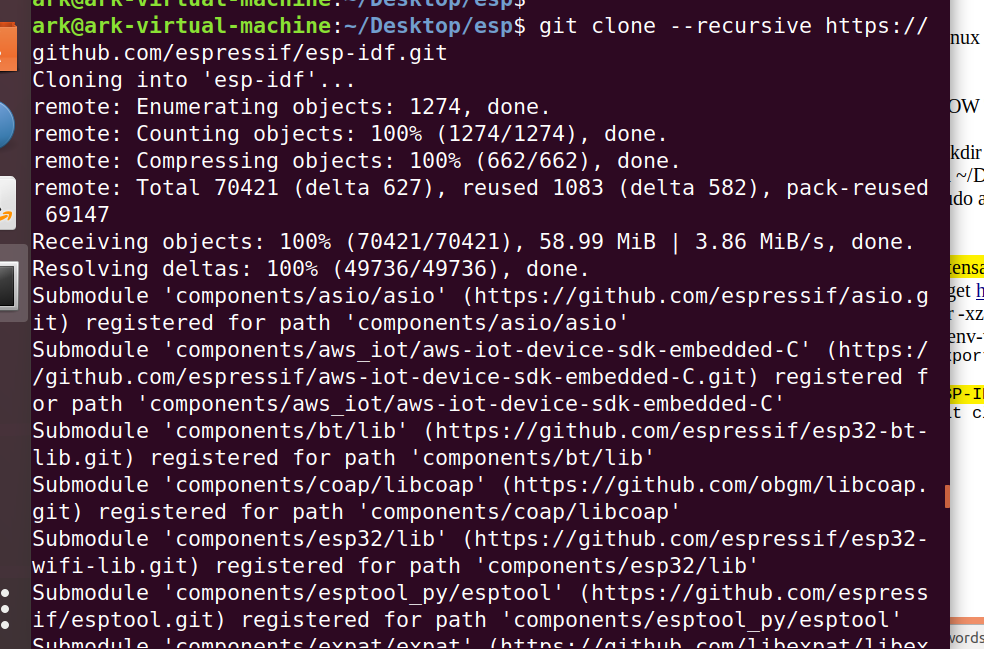 ark@ark-virtual-machine:~/Desktop/esp$
ark@ark-virtual-machine:~/Desktop/esp$ git clone --recursive https://
github.com/espressif/esp-idf.git
Cloning into 'esp-idf'...
remote: Enumerating objects: 1274, done.
remote: Counting objects: 100% (1274/1274), done.
remote: Compressing objects: 100% (662/662), done.
remote: Total 70421 (delta 627), reused 1083 (delta 582), pack-reused
 69147
Receiving objects: 100% (70421/70421), 58.99 MiB | 3.86 MiB/s, done.
Resolving deltas: 100% (49736/49736), done.
Submodule 'components/asio/asio' (https://github.com/espressif/asio.g
it) registered for path 'components/asio/asio'
Submodule 'components/aws_iot/aws-iot-device-sdk-embedded-C' (https:/
/github.com/espressif/aws-iot-device-sdk-embedded-C.git) registered f
or path 'components/aws_iot/aws-iot-device-sdk-embedded-C'
Submodule 'components/bt/lib' (https://github.com/espressif/esp32-bt-
lib.git) registered for path 'components/bt/lib'
Submodule 'components/coap/libcoap' (https://github.com/obgm/libcoap.
git) registered for path 'components/coap/libcoap'
Submodule 'components/esp32/lib' (https://github.com/espressif/esp32-
wifi-lib.git) registered for path 'components/esp32/lib'
Submodule 'components/esptool_py/esptool' (https://github.com/espress
if/esptool.git) registered for path 'components/esptool_py/esptool'
Submodule 'components/expat/expat' (https://github.com/libexpat/libex
nux
OW
kdir
~/D
do a
ensa
get h
r -xz
env-
port
SP-I
it c
words